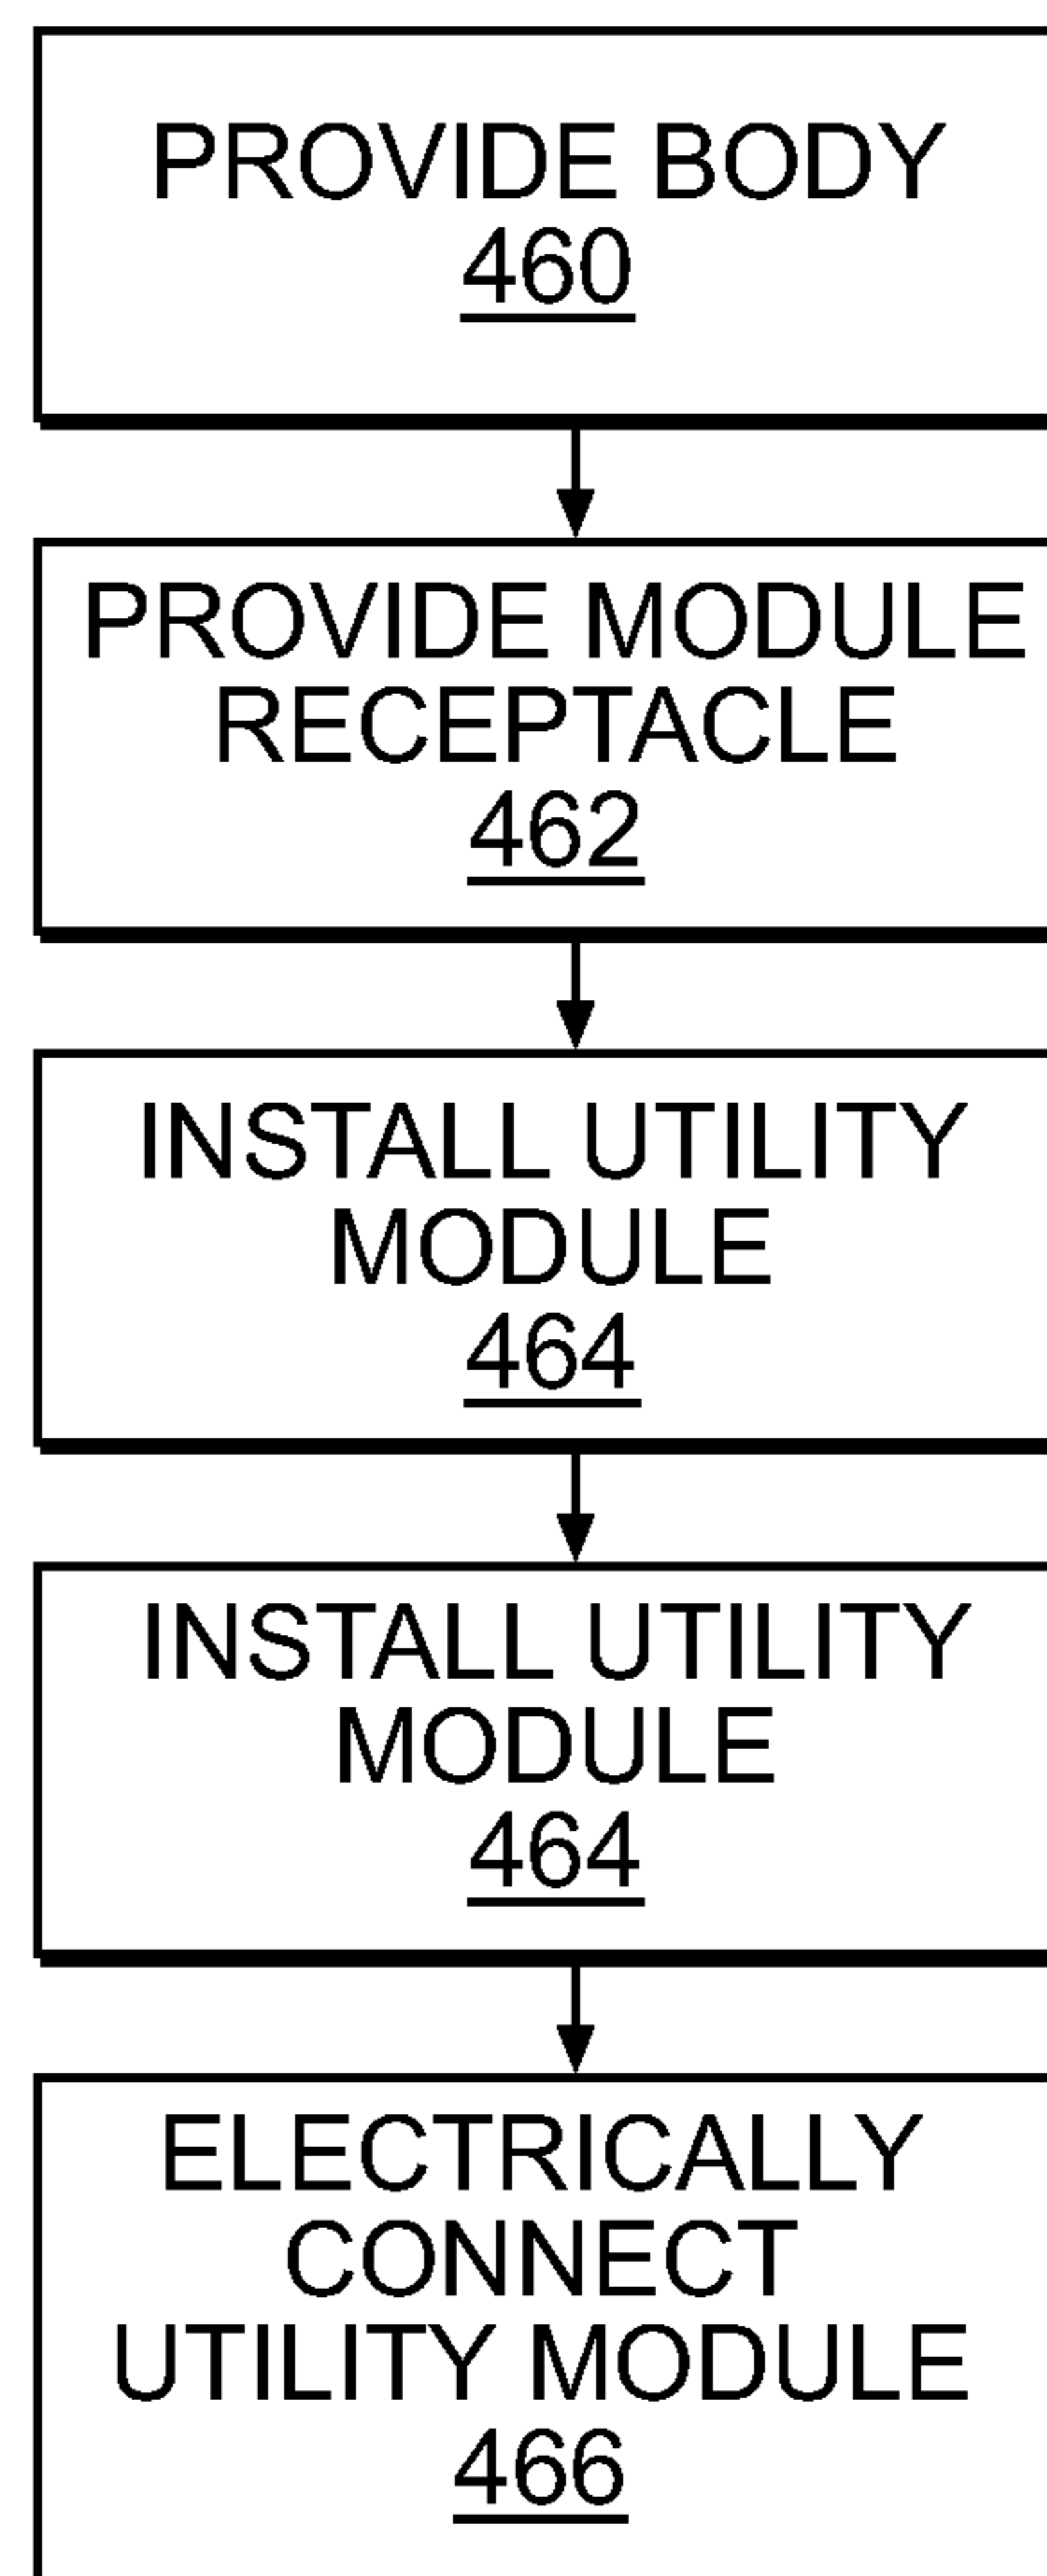 PROVIDE BODY
460
PROVIDE MODULE
RECEPTACLE
462
INSTALL UTILITY
MODULE
464
INSTALL UTILITY
MODULE
464
ELECTRICALLY
CONNECT
UTILITY MODULE
466